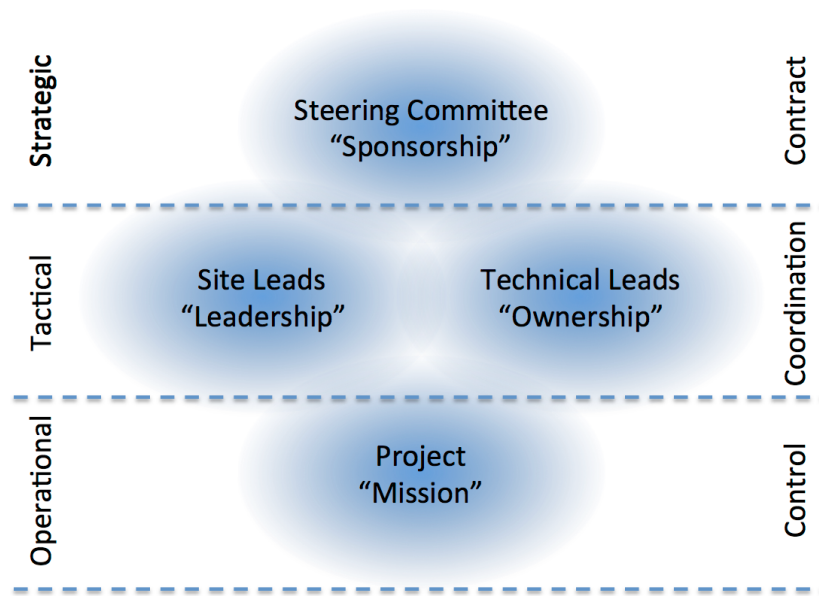 Strategic
Steering Committee
“Sponsorship”
Contract
Tactical
Site Leads
“Leadership”
Technical Leads
“Ownership”
Coordination
Operational
Project
“Mission”
Control